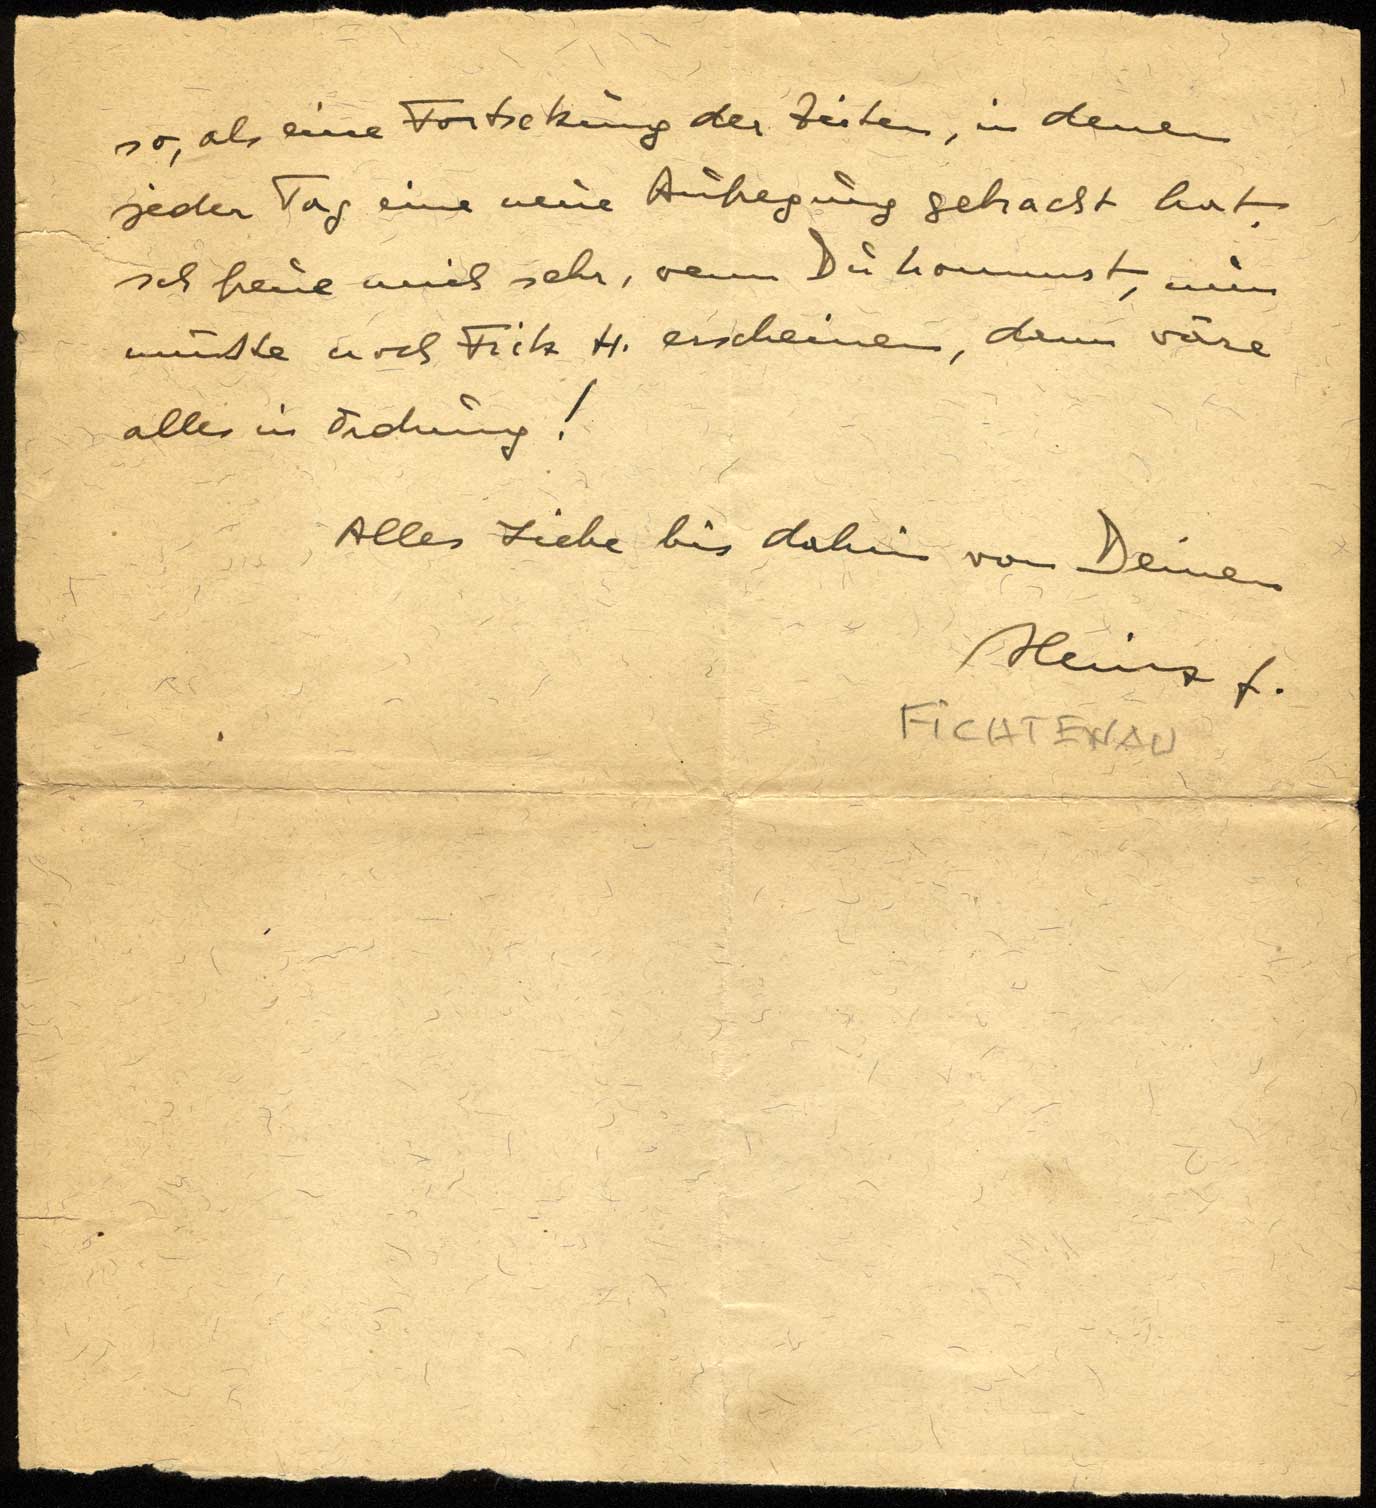 so, als eine Fortsetzung der Zeiten, in denen
jeder Tag eine neue Aufregung gebracht hat.
Ich freue mich sehr, wenn Du kommst, nun
müsste noch Fritz H. erscheinen, dann wäre
alles in Ordnung!
Alles Liebe bis dahin von Deinem
Heinz f.
FICHTENAU